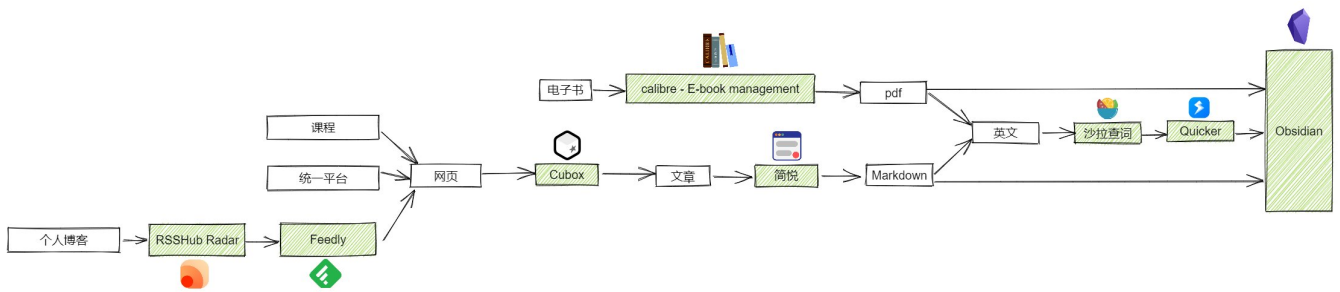 电子书
calibre - E-book management
pdf
课程
英文
沙拉查词
Quicker
Obsidian
统一平台
网页
Cubox
文章
简悦
Markdown
个人博客
RSSHub Radar
Feedly